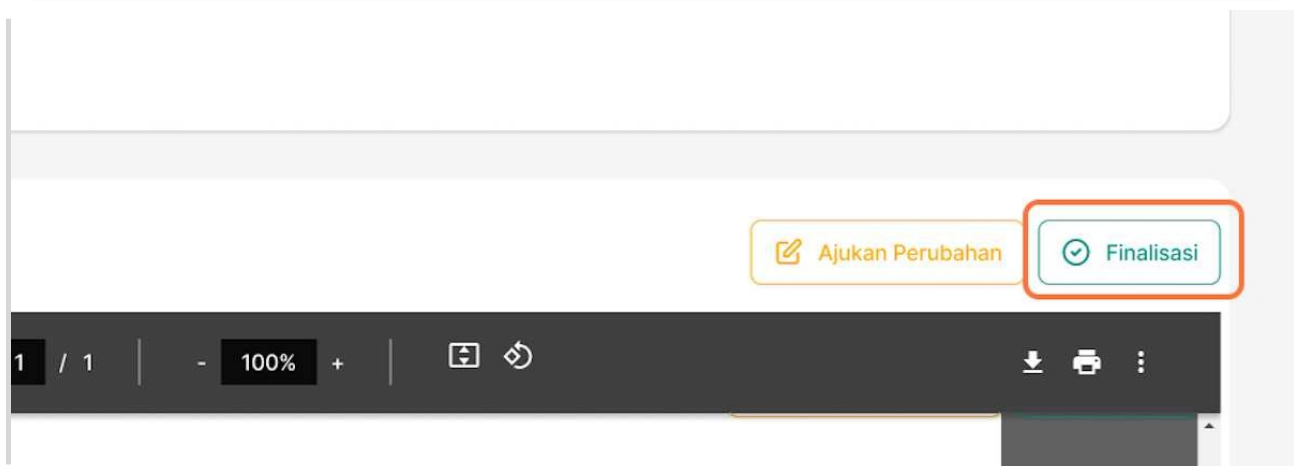 Ajukan Perubahan
Finalisasi
1 / 1 - 100% +